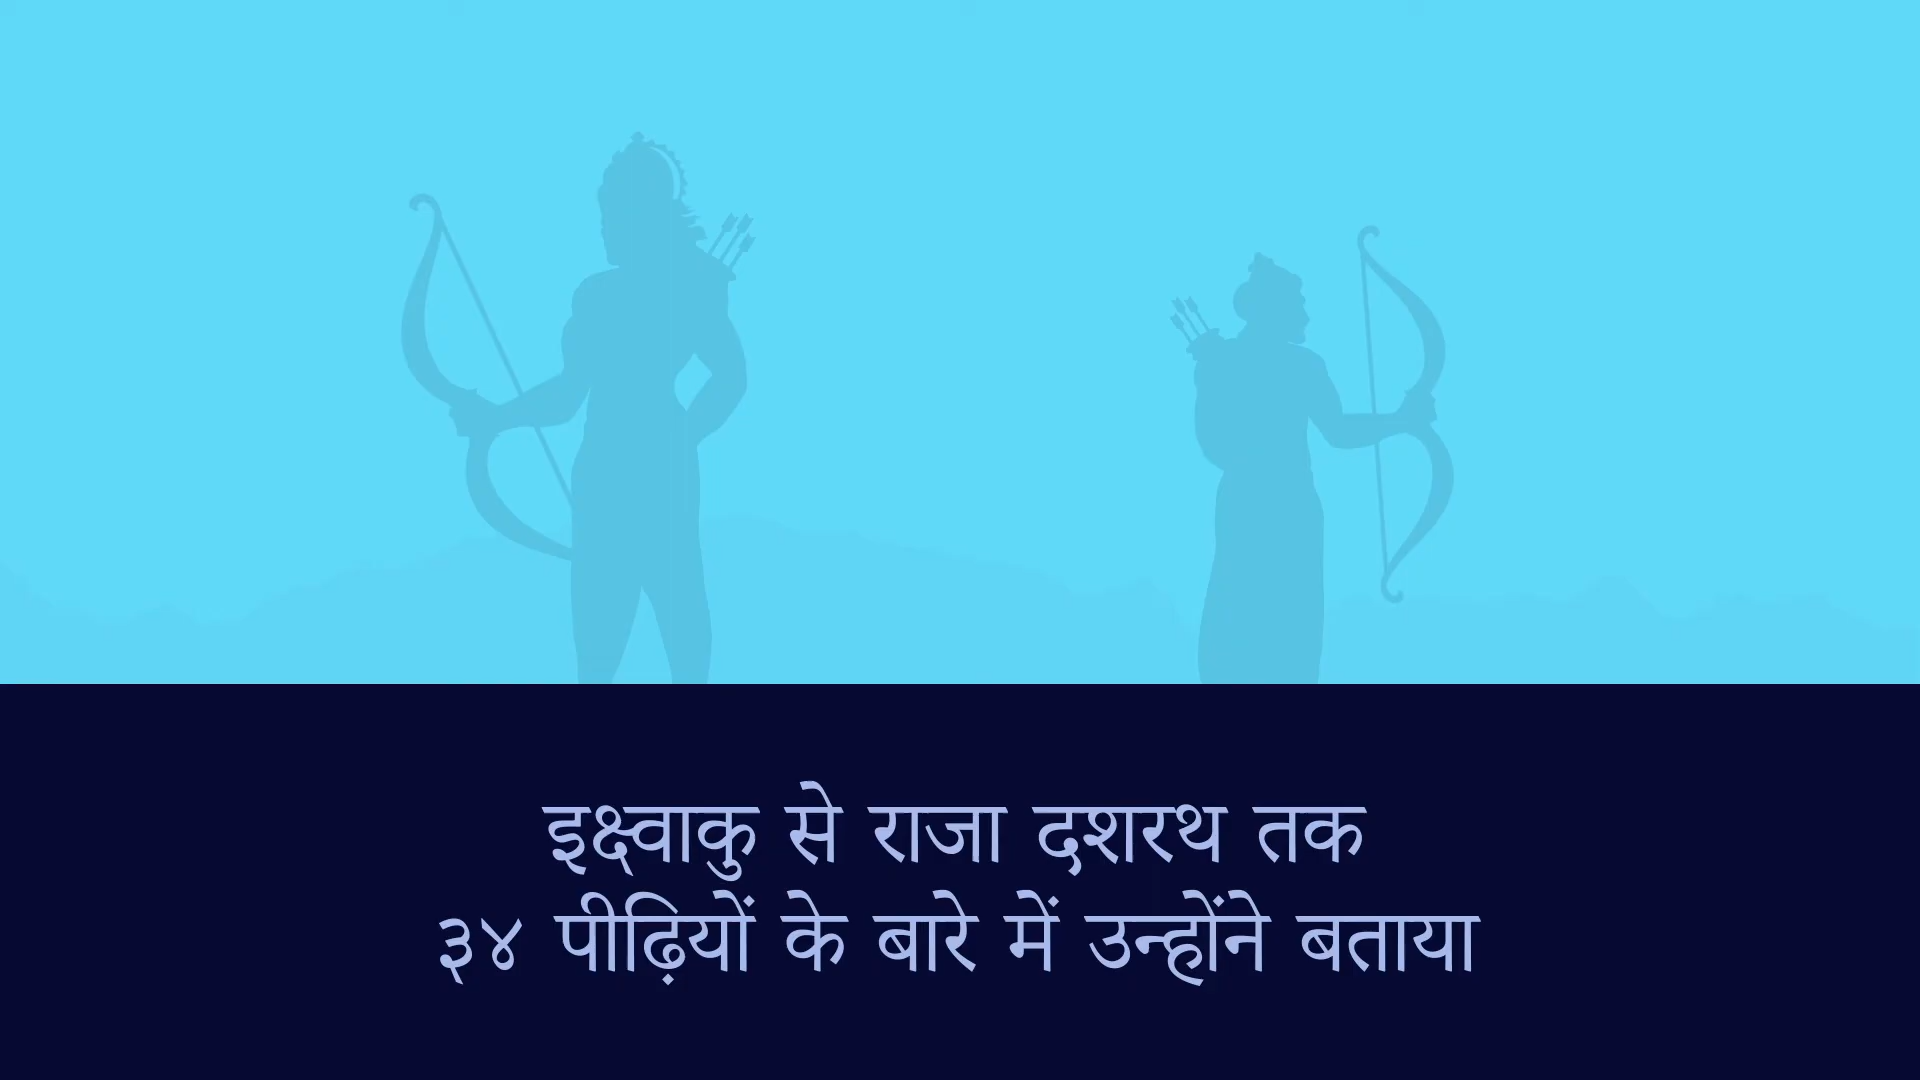 इक्ष्वाकु से राजा दशरथ तक
३४ पीढ़ियों के बारे में उन्होंने बताया